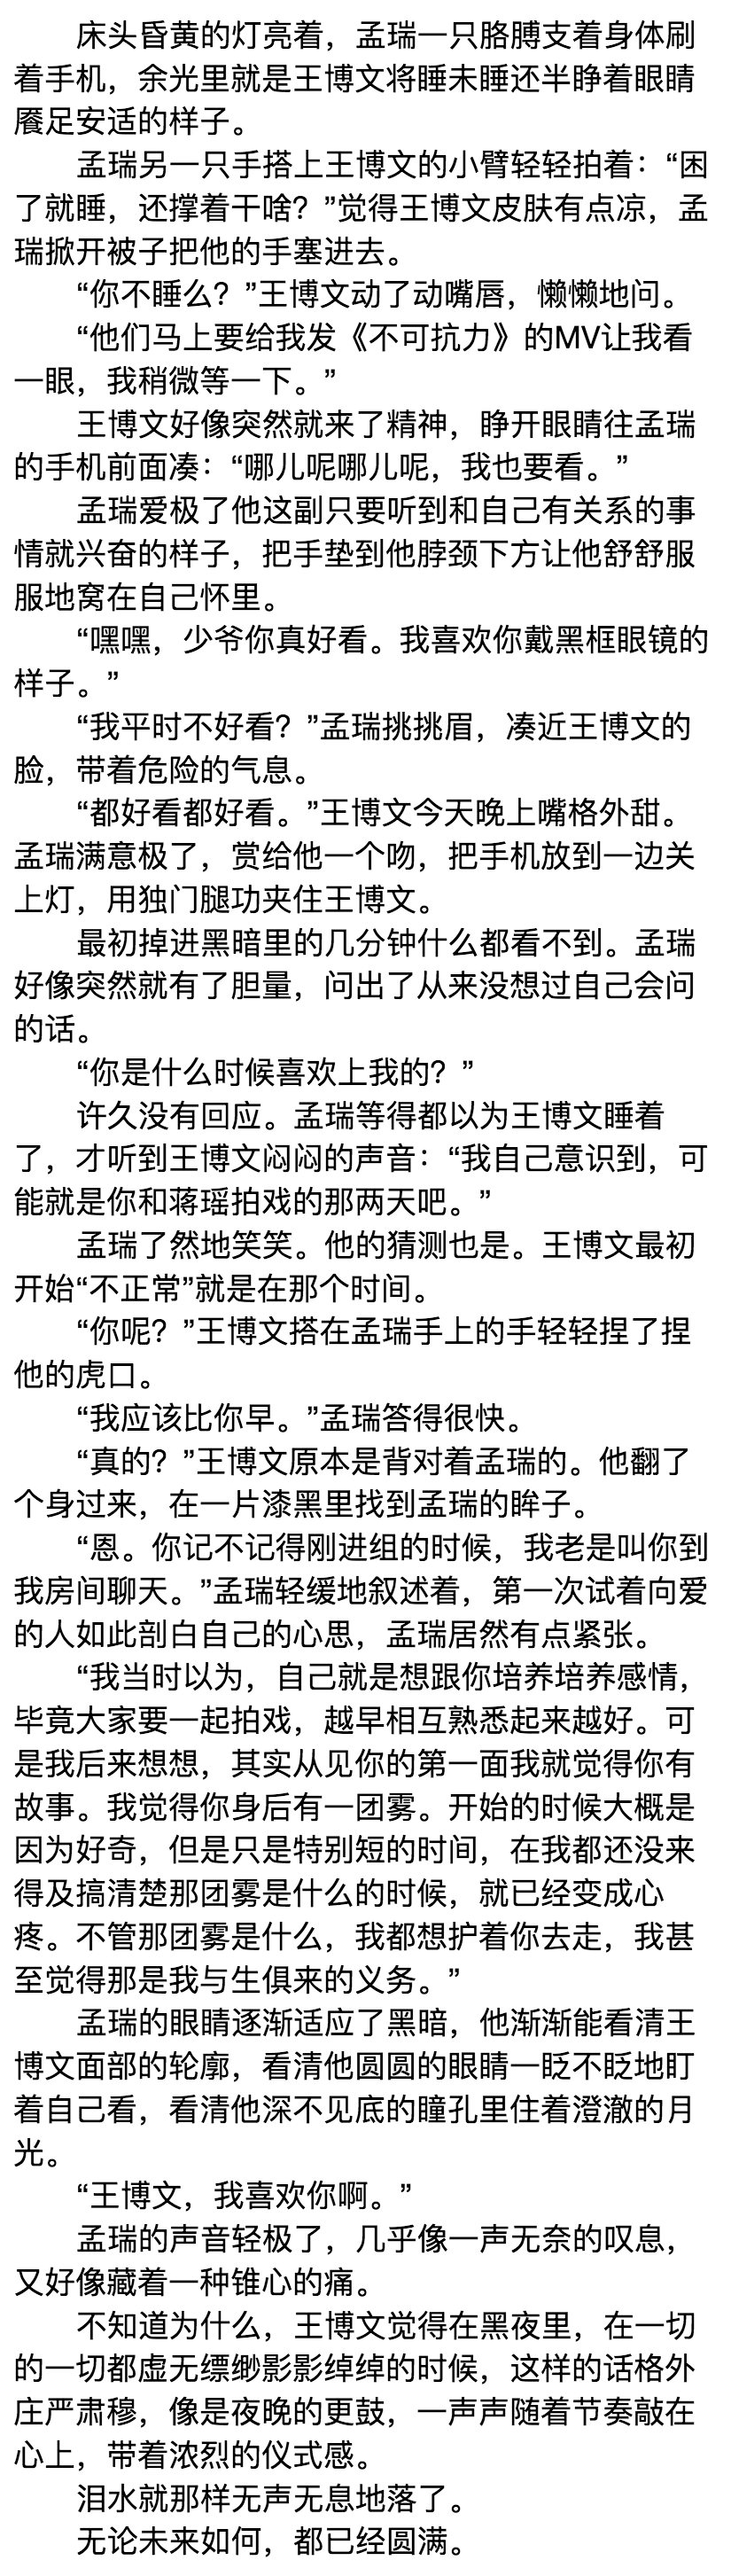 床头昏黄的灯亮着，孟瑞一只胳膊支着身体刷
着手机，余光里就是王博文将睡未睡还半睁着眼睛
餍足安适的样子。
孟瑞另一只手搭上王博文的小臂轻轻拍着：“困
了就睡，还撑着干啥？”觉得王博文皮肤有点凉，孟
瑞掀开被子把他的手塞进去。
“你不睡么？”王博文动了动嘴唇，懒懒地问。
“他们马上要给我发《不可抗力》的MV让我看
一眼，我稍微等一下。”
王博文好像突然就来了精神，睁开眼睛往孟瑞
的手机前面凑：“哪儿呢哪儿呢，我也要看。”
孟瑞爱极了他这副只要听到和自己有关系的事
情就兴奋的样子，把手垫到他脖颈下方让他舒舒服
服地窝在自己怀里。
“嘿嘿，少爷你真好看。我喜欢你戴黑框眼镜的
样子。”
“我平时不好看？”孟瑞挑挑眉，凑近王博文的
脸，带着危险的气息。
“都好看都好看。”王博文今天晚上嘴格外甜。
孟瑞满意极了，赏给他一个吻，把手机放到一边关
上灯，用独门腿功夹住王博文。
最初掉进黑暗里的几分钟什么都看不到。孟瑞
好像突然就有了胆量，问出了从来没想过自己会问
的话。
“你是什么时候喜欢上我的？”
许久没有回应。孟瑞等得都以为王博文睡着
了，才听到王博文闷闷的声音：“我自己意识到，可
能就是你和蒋瑶拍戏的那两天吧。”
孟瑞了然地笑笑。他的猜测也是。王博文最初
开始“不正常”就是在那个时间。
“你呢？”王博文搭在孟瑞手上的手轻轻捏了捏
他的虎口。
“我应该比你早。”孟瑞答得很快。
“真的？”王博文原本是背对着孟瑞的。他翻了
个身过来，在一片漆黑里找到孟瑞的眸子。
“恩。你记不记得刚进组的时候，我老是叫你到
我房间聊天。”孟瑞轻缓地叙述着，第一次试着向爱
的人如此剖白自己的心思，孟瑞居然有点紧张。
“我当时以为，自己就是想跟你培养培养感情，
毕竟大家要一起拍戏，越早相互熟悉起来越好。可
是我后来想想，其实从见你的第一面我就觉得你有
故事。我觉得你身后有一团雾。开始的时候大概是
因为好奇，但是只是特别短的时间，在我都还没来
得及搞清楚那团雾是什么的时候，就已经变成心
疼。不管那团雾是什么，我都想护着你去走，我甚
至觉得那是我与生俱来的义务。”
孟瑞的眼睛逐渐适应了黑暗，他渐渐能看清王
博文面部的轮廓，看清他圆圆的眼睛一眨不眨地盯
着自己看，看清他深不见底的瞳孔里住着澄澈的月
光。
“王博文，我喜欢你啊。”
孟瑞的声音轻极了，几乎像一声无奈的叹息，
又好像藏着一种锥心的痛。
不知道为什么，王博文觉得在黑夜里，在一切
的一切都虚无缥缈影影绰绰的时候，这样的话格外
庄严肃穆，像是夜晚的更鼓，一声声随着节奏敲在
心上，带着浓烈的仪式感。
泪水就那样无声无息地落了。
无论未来如何，都已经圆满。